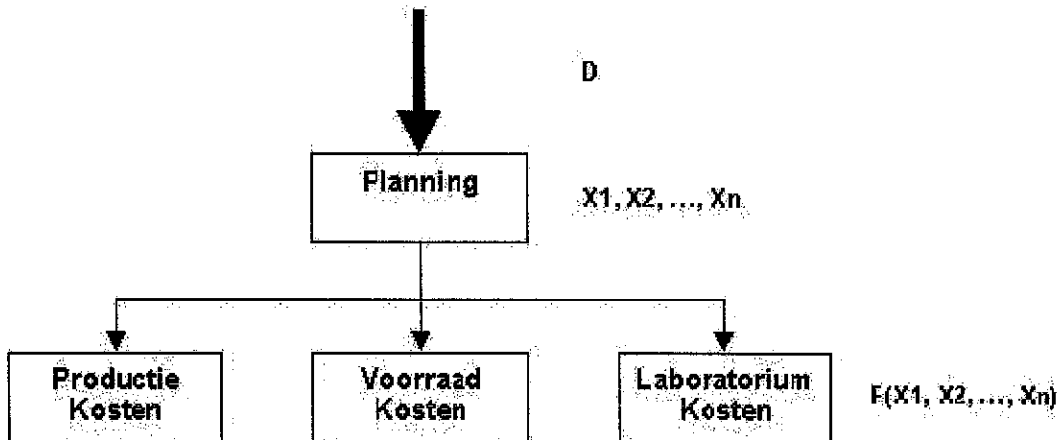 D
Planning
X1, X2, ..., Xn
Productie
Kosten
Voorraad
Kosten
Laboratorium
Kosten
F(X1, X2, ..., Xn)